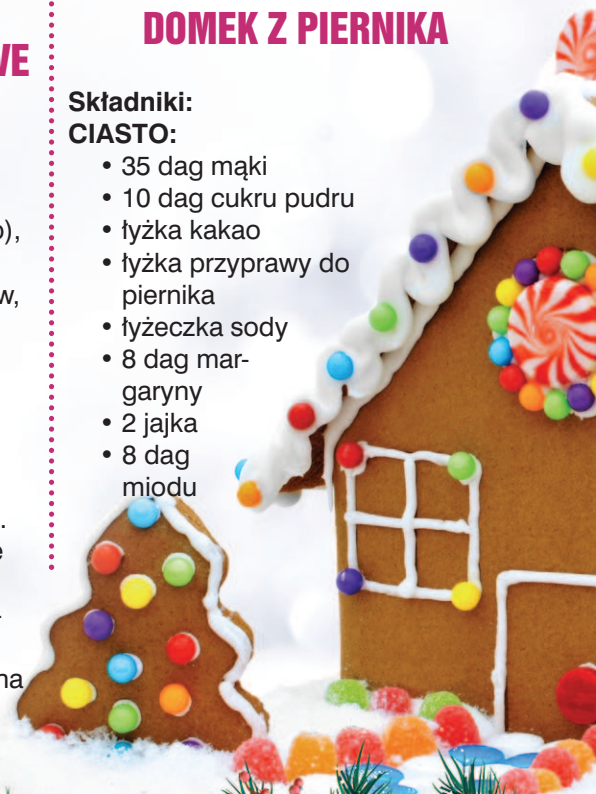 WE
DOMEK Z PIERNIKA
Składniki:
CIASTO:
• 35 dag mąki
• 10 dag cukru pudru
• łyżka kakao
• łyżka przyprawy do
piernika
• łyżeczka sody
• 8 dag mar-
garyny
• 2 jajka
• 8 dag
miodu